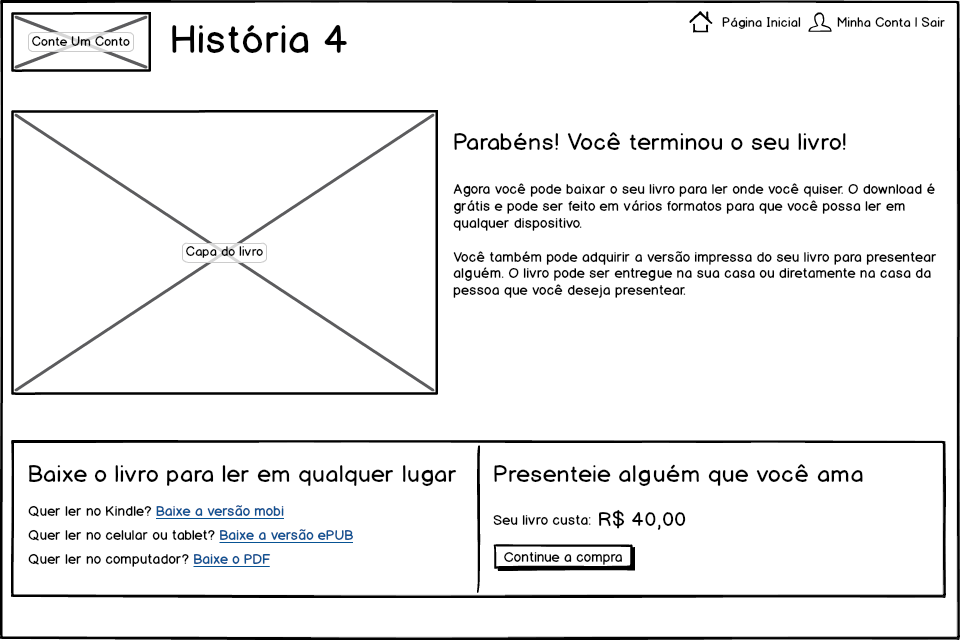 Conte Um Conto
História 4
Página Inicial
Minha Conta | Sair
Capa do livro
Parabéns! Você terminou o seu livro!
Agora você pode baixar o seu livro para ler onde você quiser. O download é
grátis e pode ser feito em vários formatos para que você possa ler em
qualquer dispositivo.
Você também pode adquirir a versão impressa do seu livro para presentear
alguém. O livro pode ser entregue na sua casa ou diretamente na casa da
pessoa que você deseja presentear.
Baixe o livro para ler em qualquer lugar
Quer ler no Kindle? Baixe a versão mobi
Quer ler no celular ou tablet? Baixe a versão ePUB
Quer ler no computador? Baixe o PDF
Presenteie alguém que você ama
Seu livro custa: R$ 40,00
Continue a compra